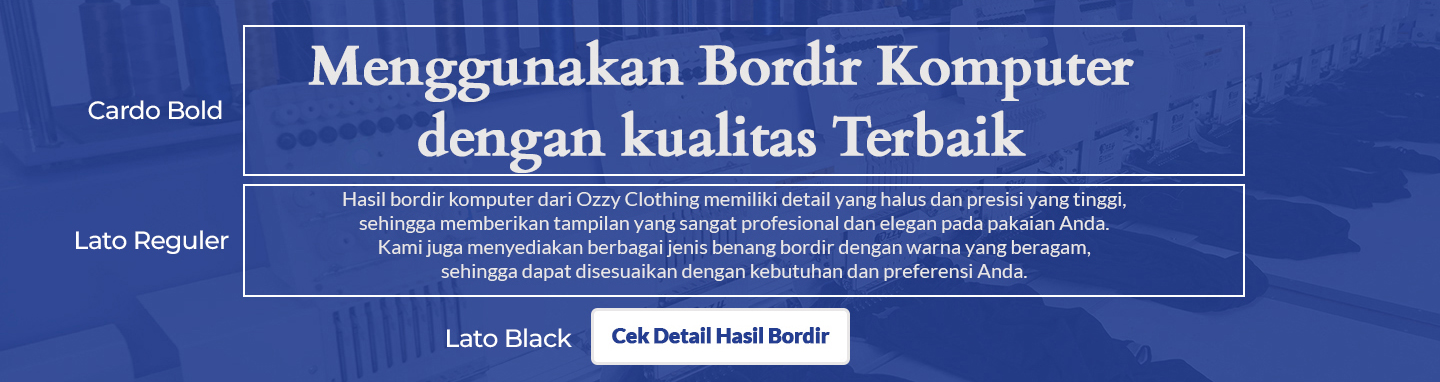 Cardo Bold
Menggunakan Bordir Komputer
dengan kualitas Terbaik
Lato Reguler
Hasil bordir komputer dari Ozzy Clothing memiliki detail yang halus dan presisi yang tinggi,
sehingga memberikan tampilan yang sangat profesional dan elegan pada pakaian Anda.
Kami juga menyediakan berbagai jenis benang bordir dengan warna yang beragam,
sehingga dapat disesuaikan dengan kebutuhan dan preferensi Anda.
Lato Black
Cek Detail Hasil Bordir